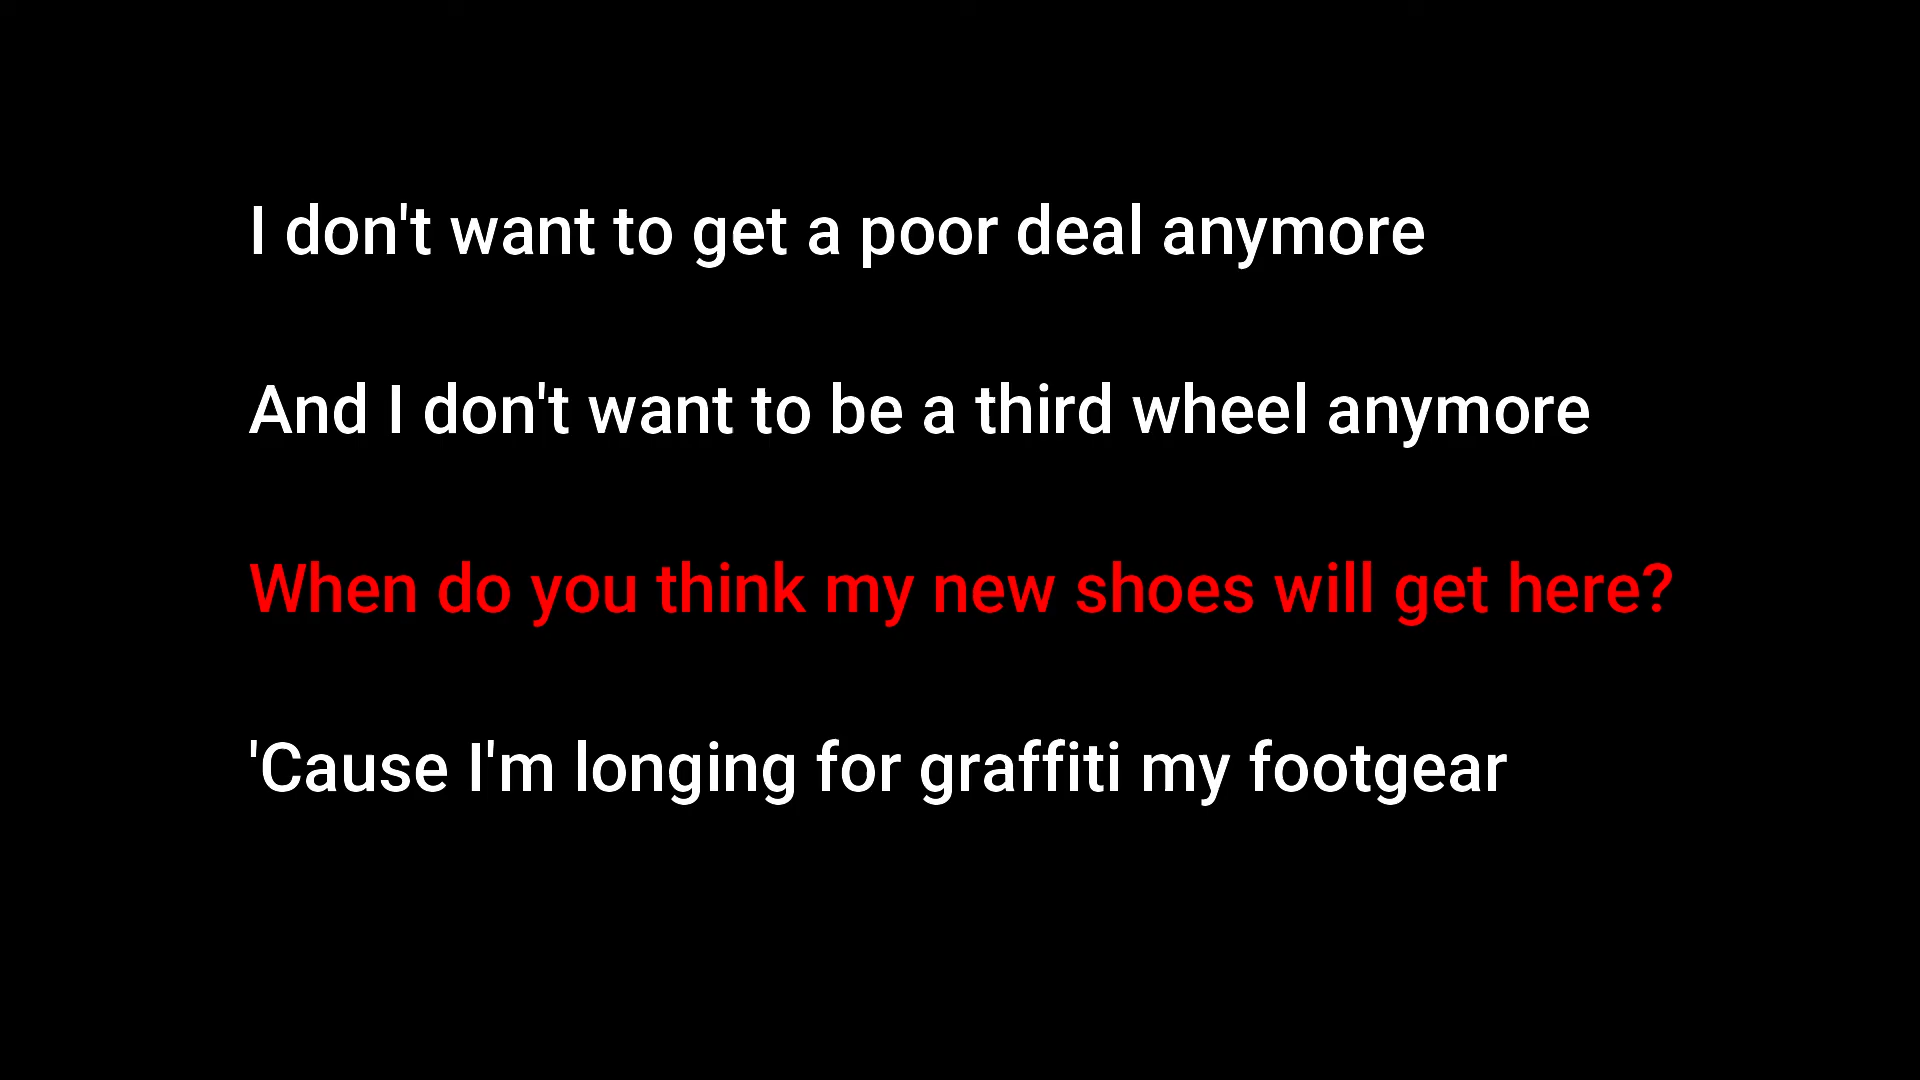 I don't want to get a poor deal anymore
And I don't want to be a third wheel anymore
When do you think my new shoes will get here?
'Cause I'm longing for graffiti my footgear